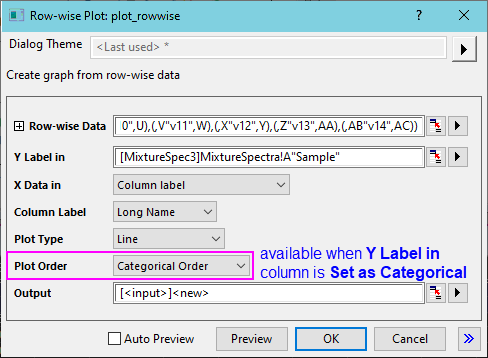 Row-wise Plot: plot_rowwise
Dialog Theme <Last used> *
Create graph from row-wise data
Row-wise Data 0",U),(,V"v11",W),(,X"v12",Y),(,Z"v13",AA),(,AB"v14",AC))
Y Label in [MixtureSpec3]MixtureSpectra!A"Sample"
X Data in Column label
Column Label Long Name
Plot Type Line
Plot Order Categorical Order
available when Y Label in
column is Set as Categorical
Output [<input>]<new>
Auto Preview Preview OK Cancel